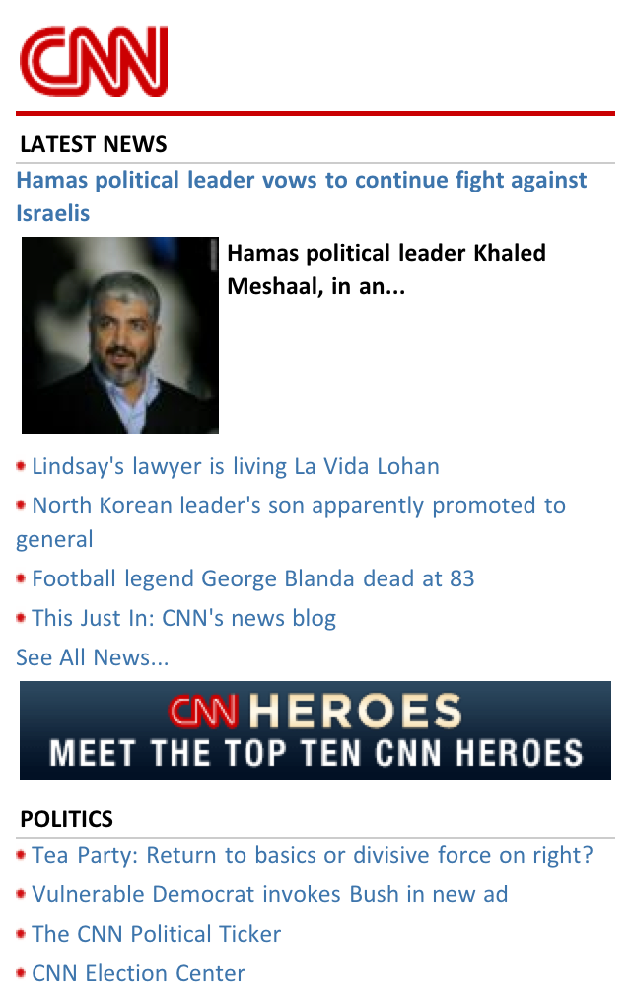 CNN
LATEST NEWS
Hamas political leader vows to continue fight against
Israelis
Hamas political leader Khaled
Meshaal, in an...
Lindsay's lawyer is living La Vida Lohan
North Korean leader's son apparently promoted to
general
Football legend George Blanda dead at 83
This Just In: CNN's news blog
See All News...
CNN HEROES
MEET THE TOP TEN CNN HEROES
POLITICS
Tea Party: Return to basics or divisive force on right?
Vulnerable Democrat invokes Bush in new ad
The CNN Political Ticker
CNN Election Center